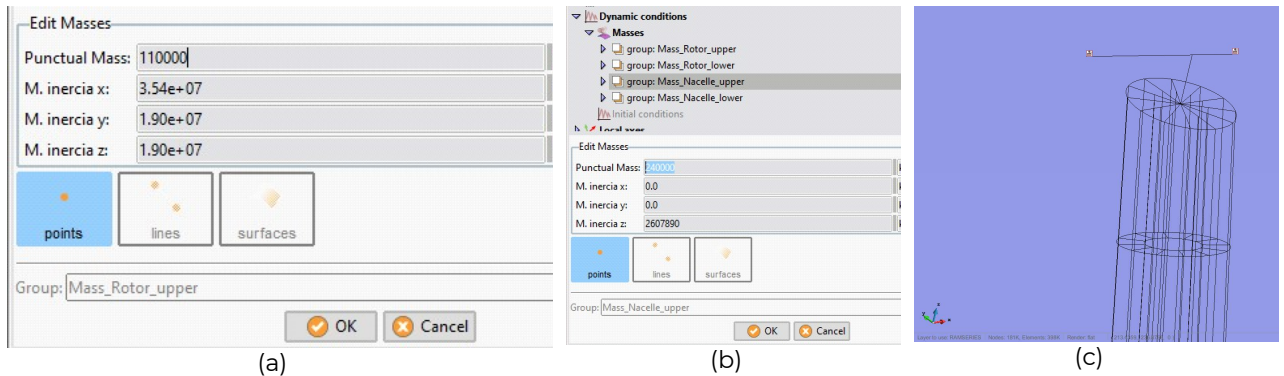 Edit Masses
Punctual Mass: 110000
M. inercia x: 3.54e+07
M. inercia y: 1.90e+07
M. inercia z: 1.90e+07
points lines surfaces
Group: Mass_Rotor_upper
OK Cancel
(a)
Dynamic conditions
Masses
group: Mass_Rotor_upper
group: Mass_Rotor_lower
group: Mass_Nacelle_upper
group: Mass_Nacelle_lower
Initial conditions
Local axes
Edit Masses
Punctual Mass: 240000
M. inercia x: 0.0
M. inercia y: 0.0
M. inercia z: 2607890
points lines surfaces
Group: Mass_Nacelle_upper
OK Cancel
(b)
(c)